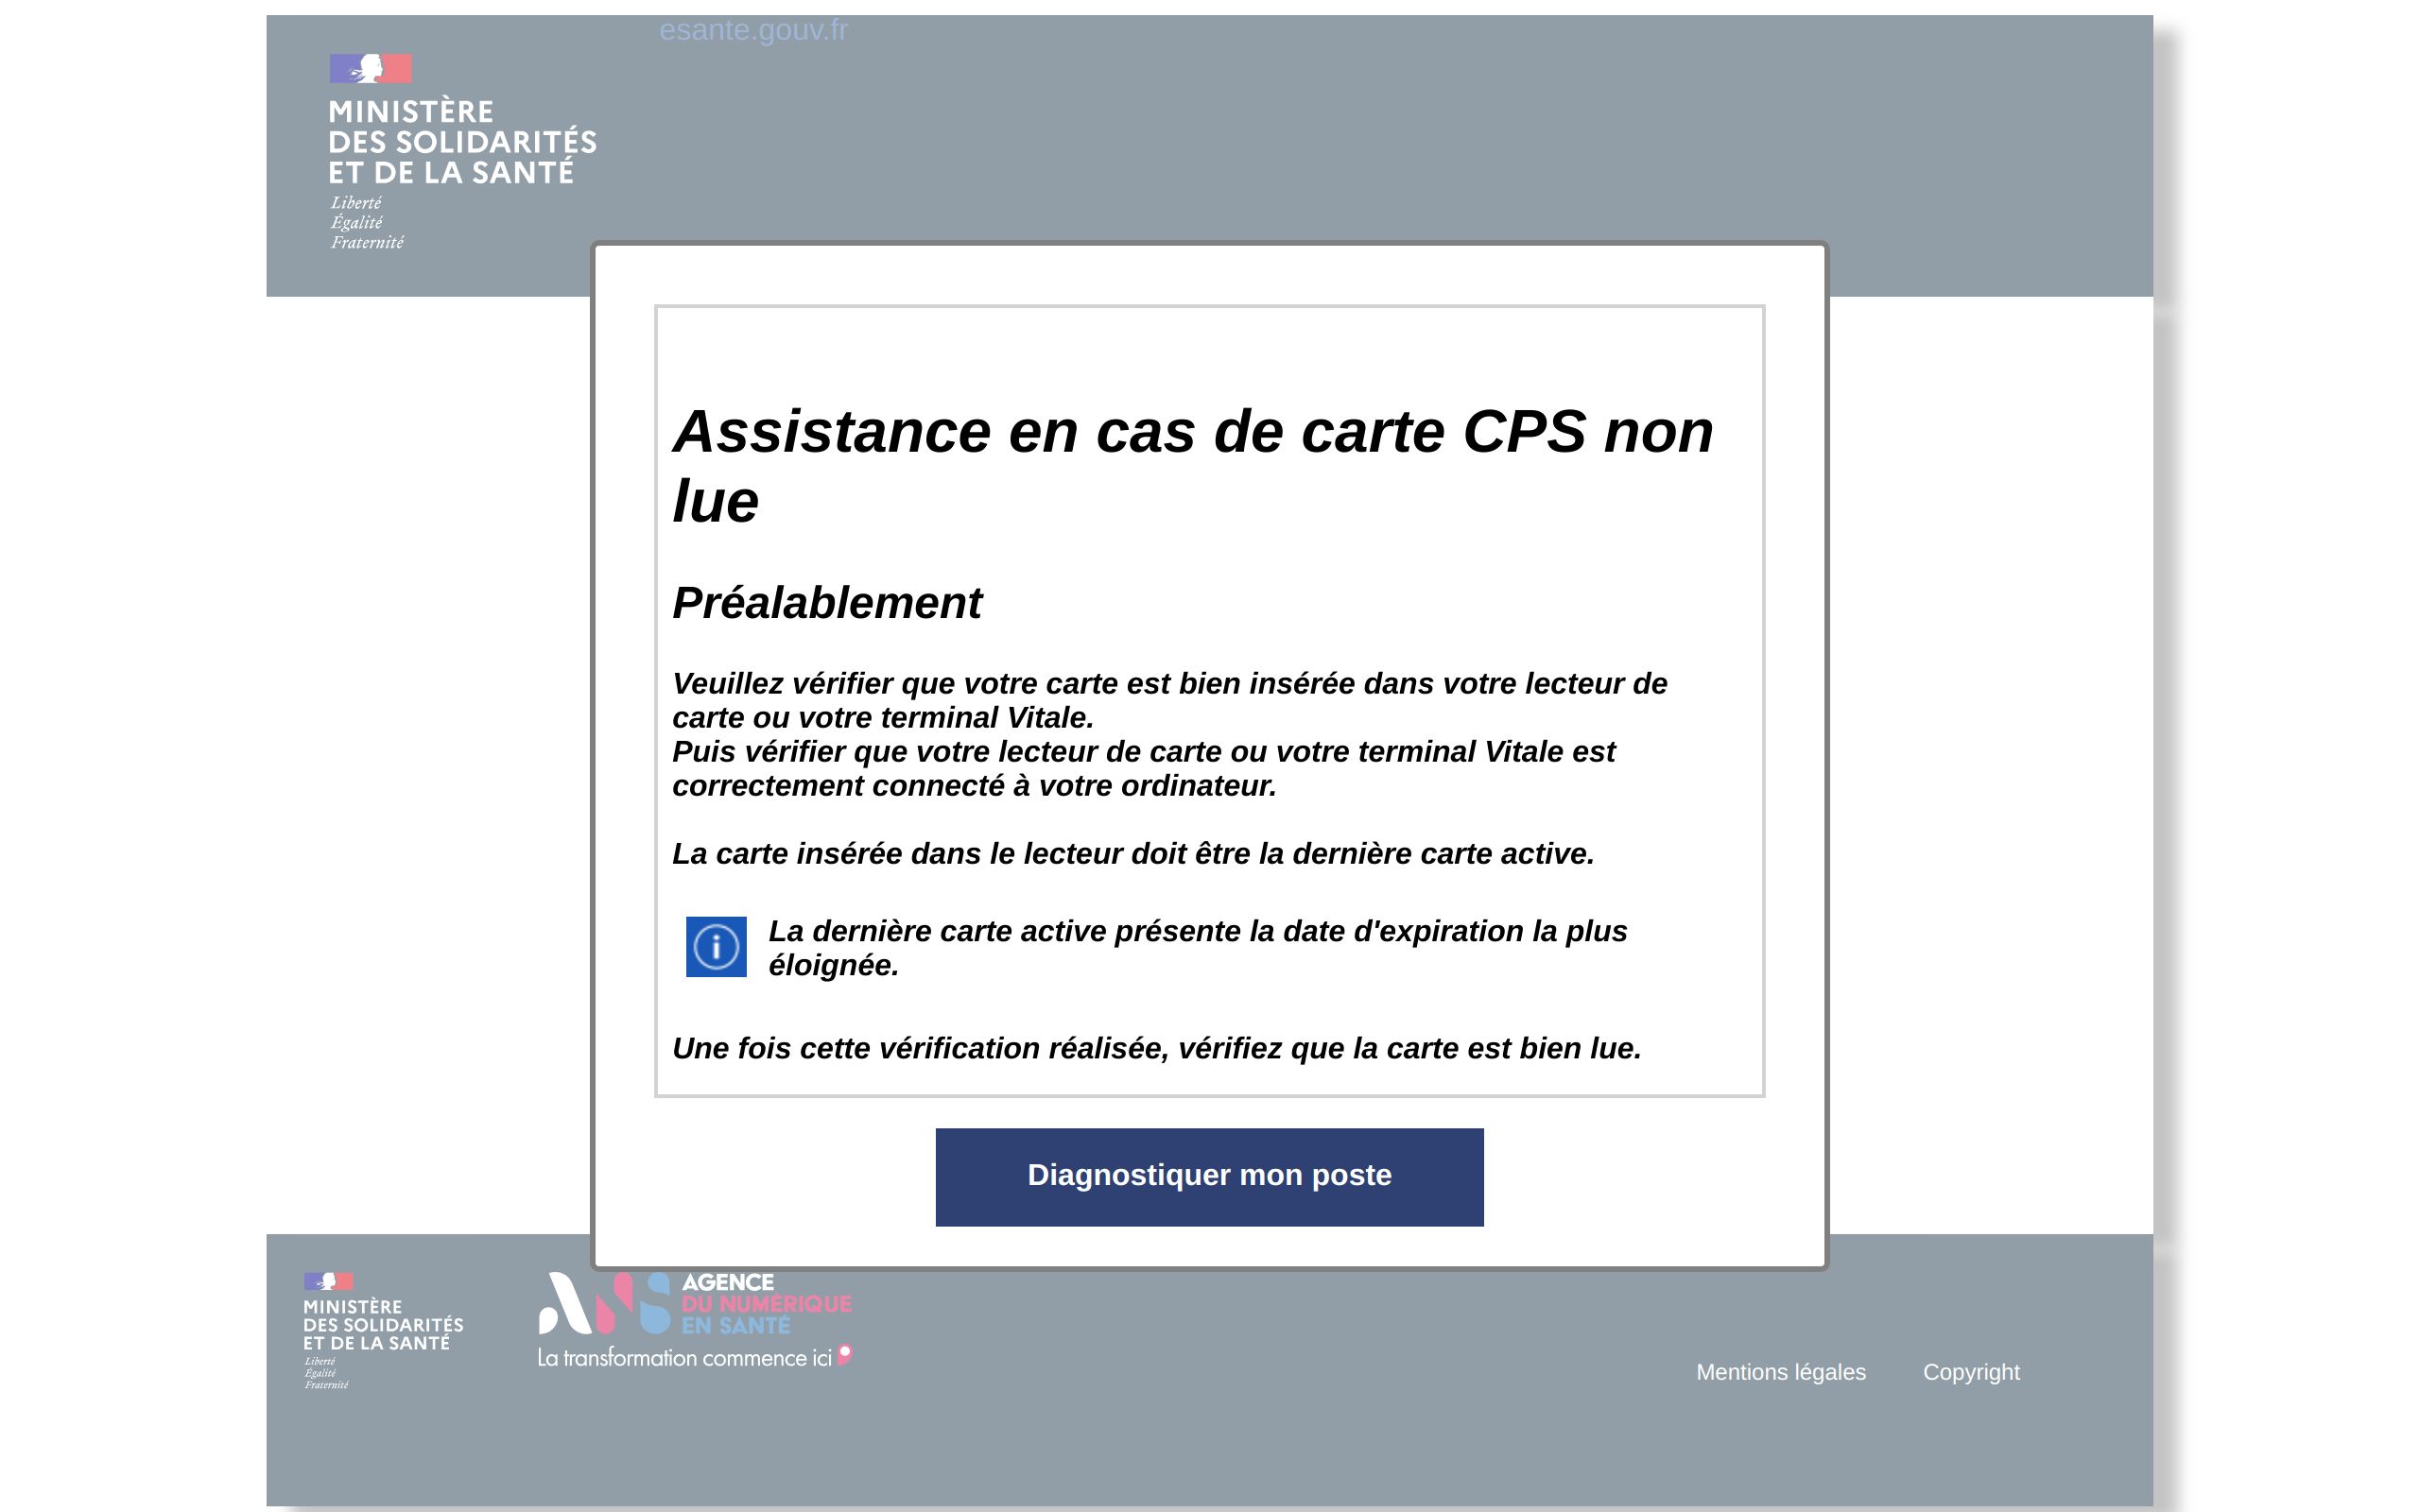 esante.gouv.fr
MINISTÈRE
DES SOLIDARITÉS
ET DE LA SANTÉ
Liberté
Égalité
Fraternité
Assistance en cas de carte CPS non
lue
Préalablement
Veuillez vérifier que votre carte est bien insérée dans votre lecteur de
carte ou votre terminal Vitale.
Puis vérifier que votre lecteur de carte ou votre terminal Vitale est
correctement connecté à votre ordinateur.
La carte insérée dans le lecteur doit être la dernière carte active.
La dernière carte active présente la date d'expiration la plus
éloignée.
Une fois cette vérification réalisée, vérifiez que la carte est bien lue.
Diagnostiquer mon poste
MINISTÈRE
DES SOLIDARITÉS
ET DE LA SANTÉ
Liberté
Égalité
Fraternité
ANS
AGENCE
DU NUMÉRIQUE
EN SANTÉ
La transformation commence ici
Mentions légales
Copyright